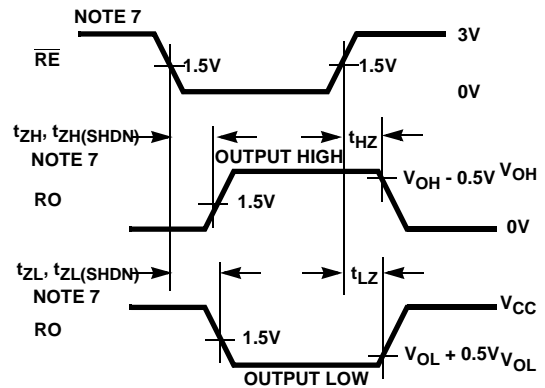 NOTE 7
3V
RE
1.5V
1.5V
0V
tZH, tZH(SHDN)
NOTE 7
tHZ
OUTPUT HIGH
VOH - 0.5V VOH
RO
1.5V
0V
tZL, tZL(SHDN)
NOTE 7
tLZ
RO
VCC
1.5V
VOL + 0.5V VOL
OUTPUT LOW